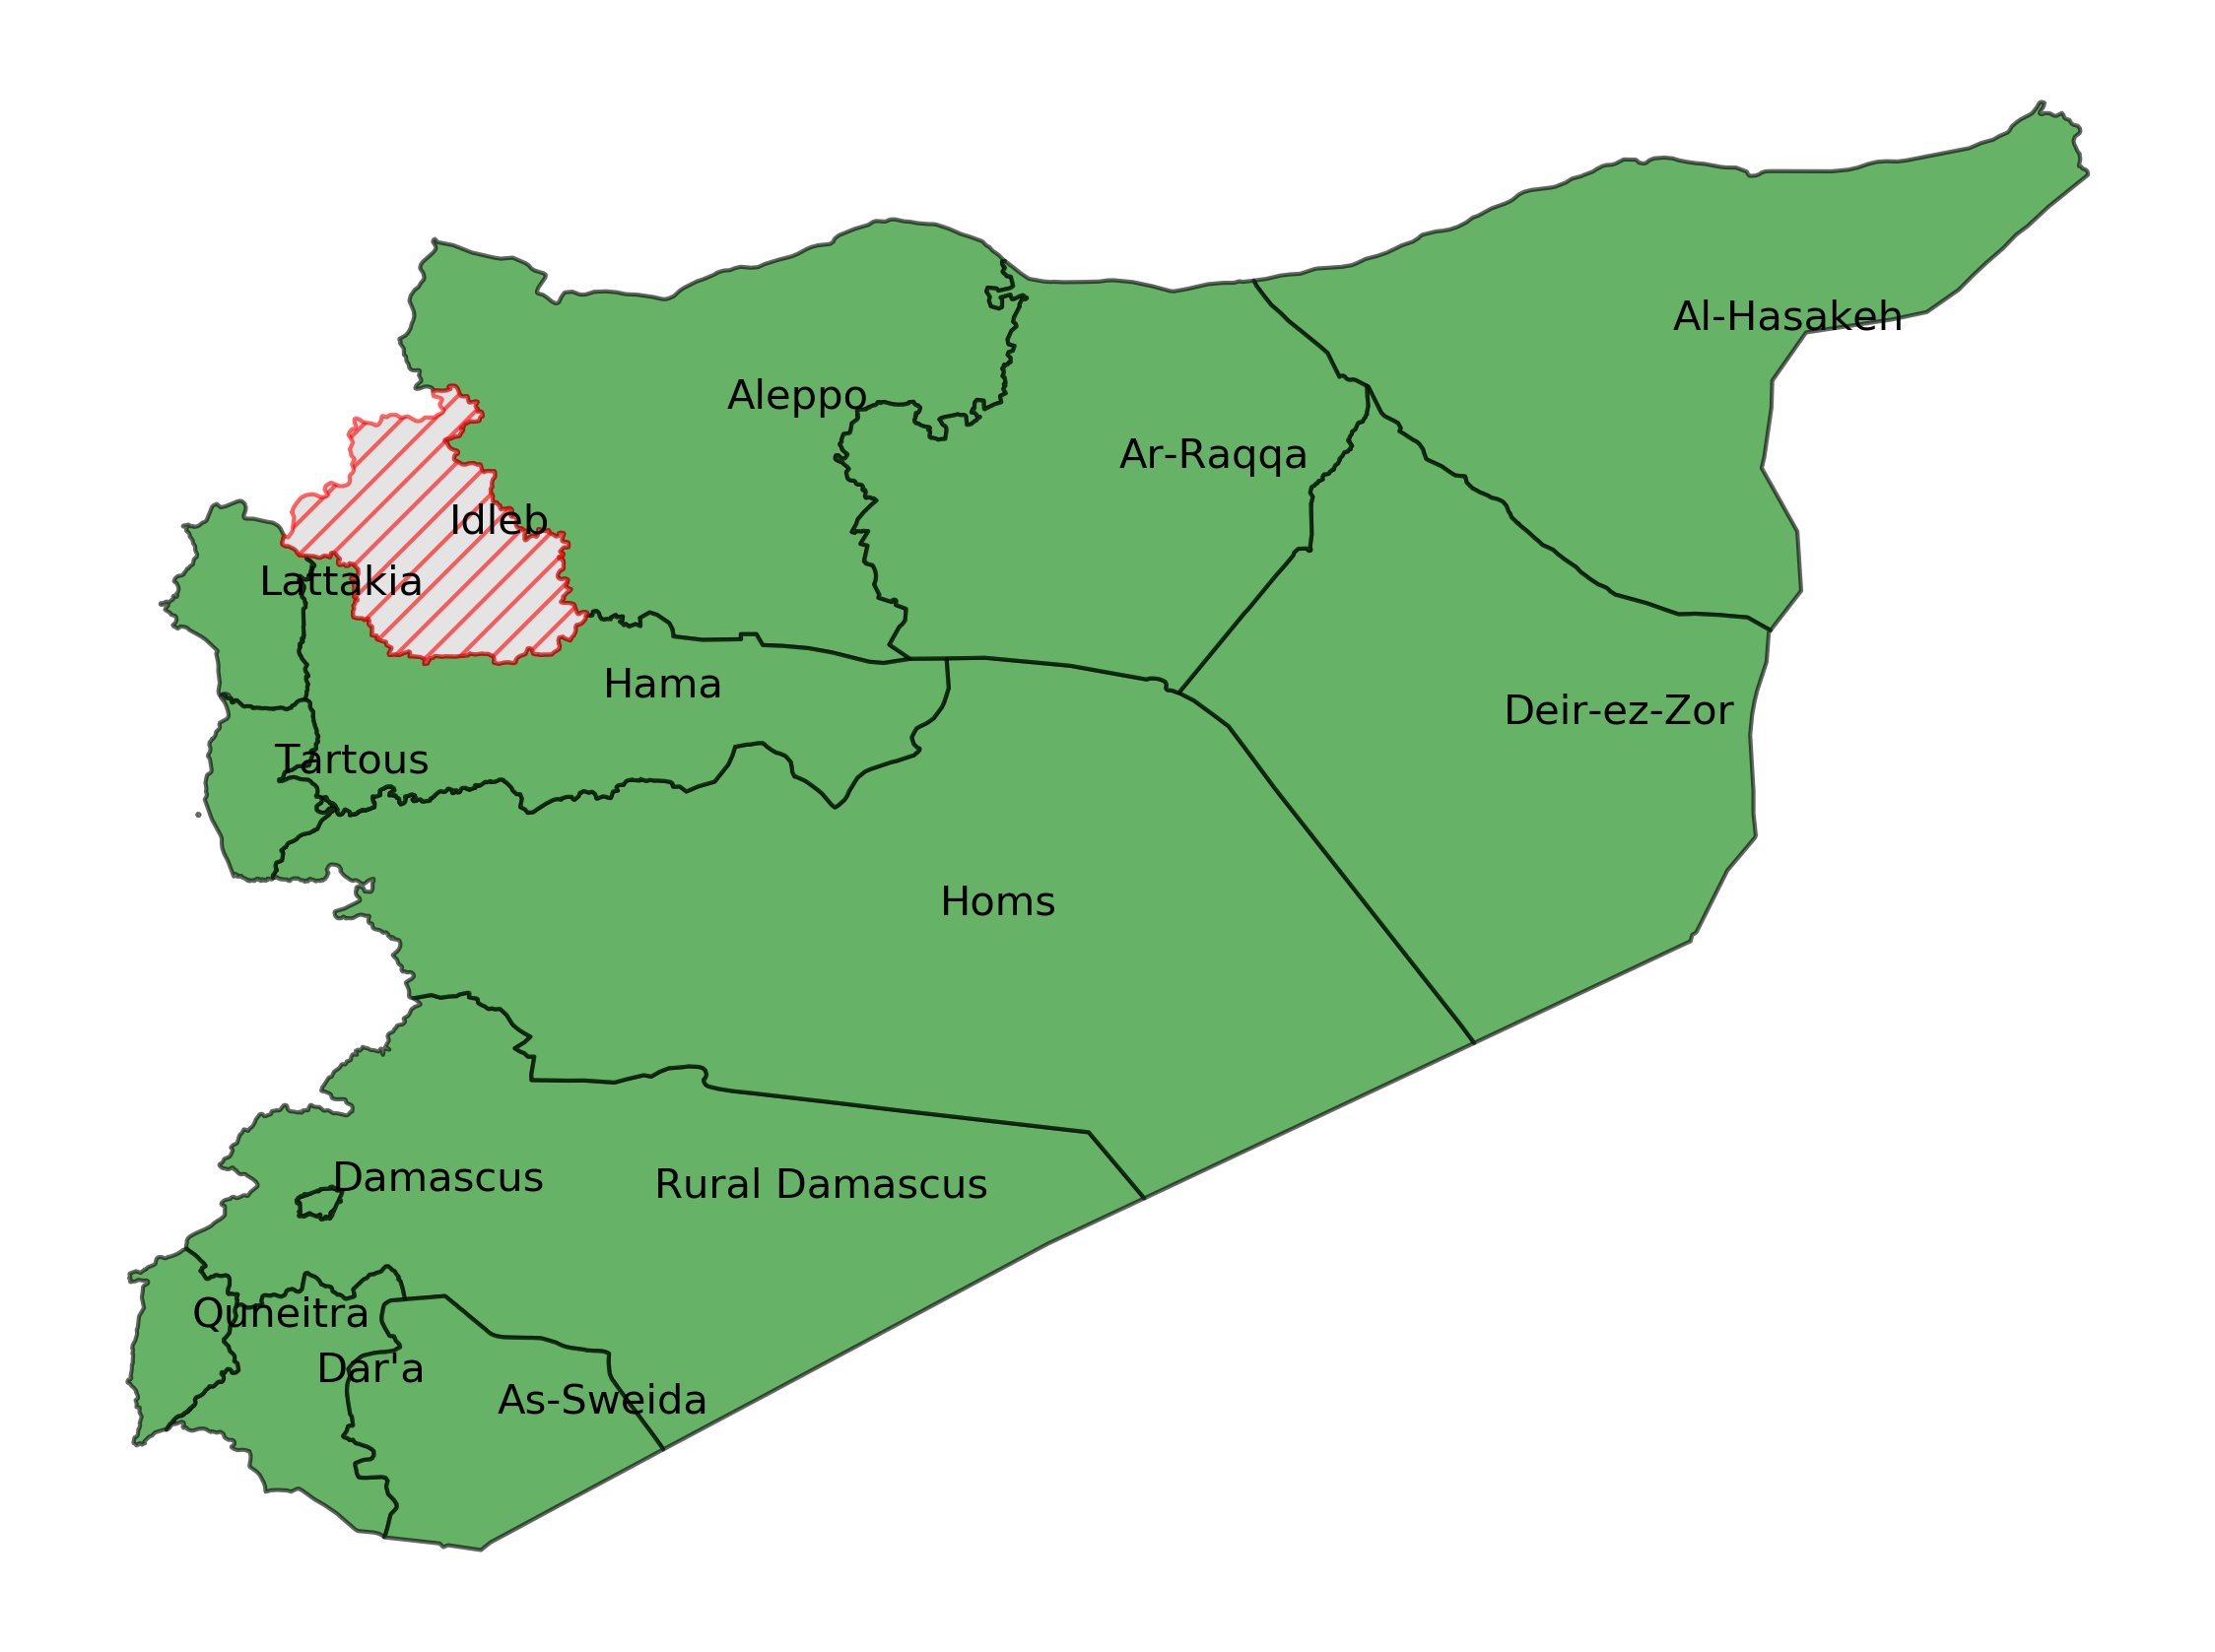 Al-Hasakeh
Aleppo
Ar-Raqqa
Idleb
Lattakia
Hama
Deir-ez-Zor
Tartous
Homs
Damascus
Rural Damascus
Quneitra
Dar'a
As-Sweida